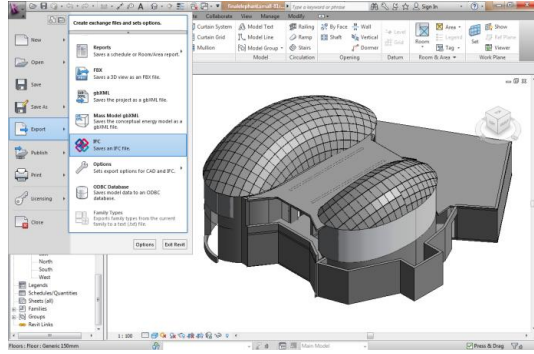 Sign In
Create exchange files and sets options.
Collaborate View Manage Modify
New
Open
Save
Save As
Export
Publish
Print
Licensing
Close
Reports
Saves a schedule or Room/Area report.
FBX
Saves a 3D view as an FBX file.
gbXML
Saves the project as a gbXML file.
Mass Model gbXML
Saves the conceptual energy model as a
gbXML file.
IFC
Saves an IFC file.
Options
Sets export options for CAD and IFC.
ODBC Database
Saves model data to an ODBC
database.
Family Types
Exports family types from the current
family to a text (.txt) file.
Options Exit Revit
Curtain System Model Text Railing By Face Wall Area Show
Curtain Grid Model Line Ramp Shaft Vertical Room Legend Set Ref Plane
Mullion Model Group Stairs Dormer Tag Viewer
Model Circulation Opening Datum Room & Area Work Plane
North
South
West
Legends
Schedules/Quantities
Sheets (all)
Families
Groups
Revit Links
1 : 100
Floors : Floor : Generic 150mm
Main Model
Press & Drag